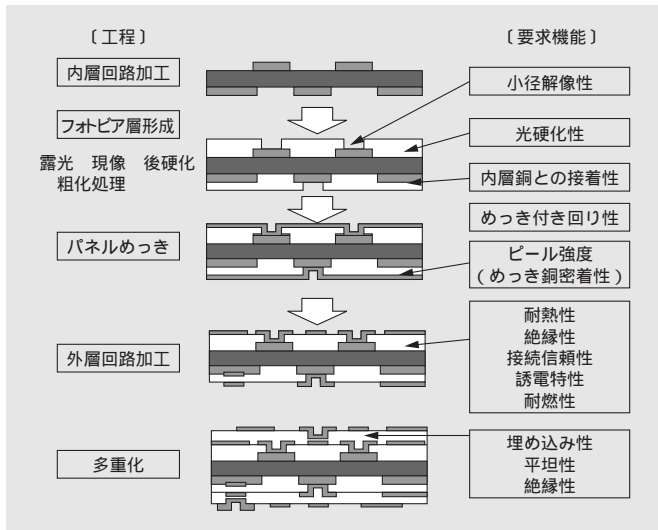 〔工程〕
〔要求機能〕
内層回路加工
小径解像性
フォトビア層形成
光硬化性
露光　現像　後硬化
粗化処理
内層銅との接着性
めっき付き回り性
パネルめっき
ピール強度
(めっき銅密着性)
外層回路加工
耐熱性
絶縁性
接続信頼性
誘電特性
耐燃性
多重化
埋め込み性
平坦性
絶縁性